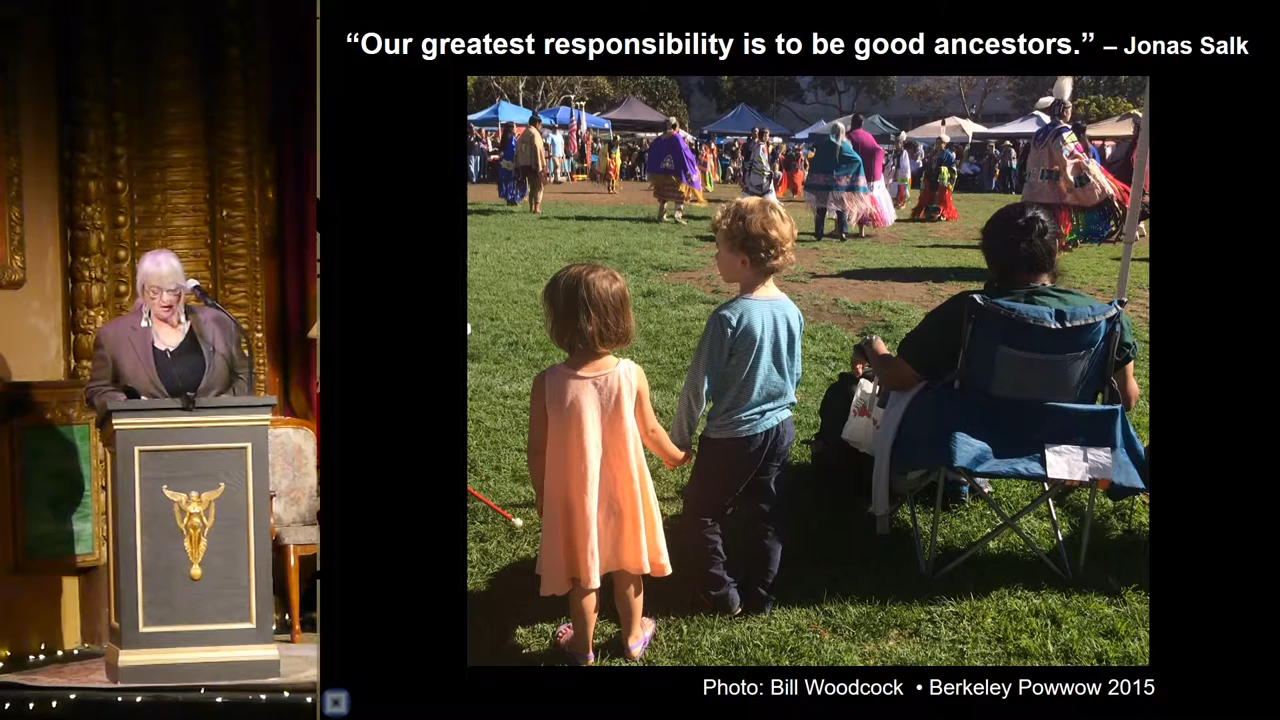 “Our greatest responsibility is to be good ancestors.” – Jonas Salk
Photo: Bill Woodcock • Berkeley Powwow 2015